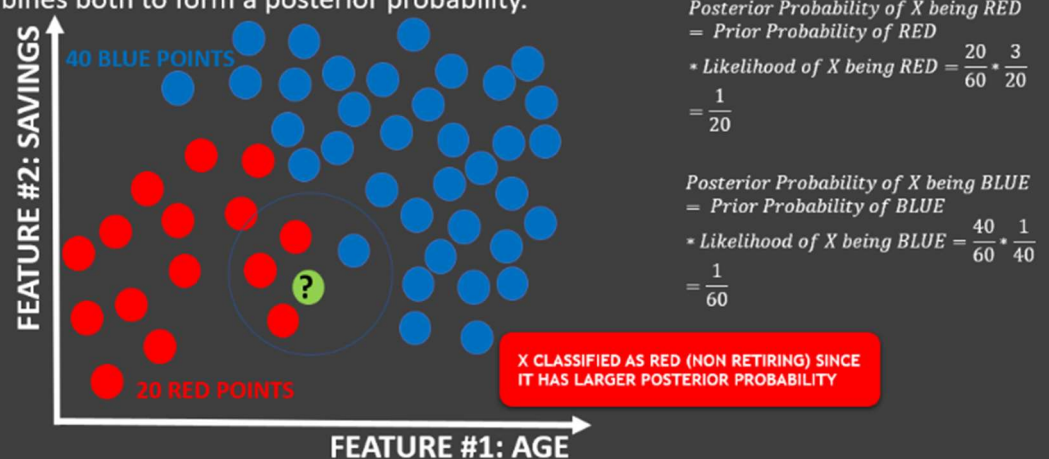 bines both to form a posterior probability.
FEATURE #2: SAVINGS
40 BLUE POINTS
?
20 RED POINTS
FEATURE #1: AGE
Posterior Probability of X being RED
= Prior Probability of RED
* Likelihood of X being RED = 20/60 * 3/20
= 1/20
Posterior Probability of X being BLUE
= Prior Probability of BLUE
* Likelihood of X being BLUE = 40/60 * 1/40
= 1/60
X CLASSIFIED AS RED (NON RETIRING) SINCE
IT HAS LARGER POSTERIOR PROBABILITY